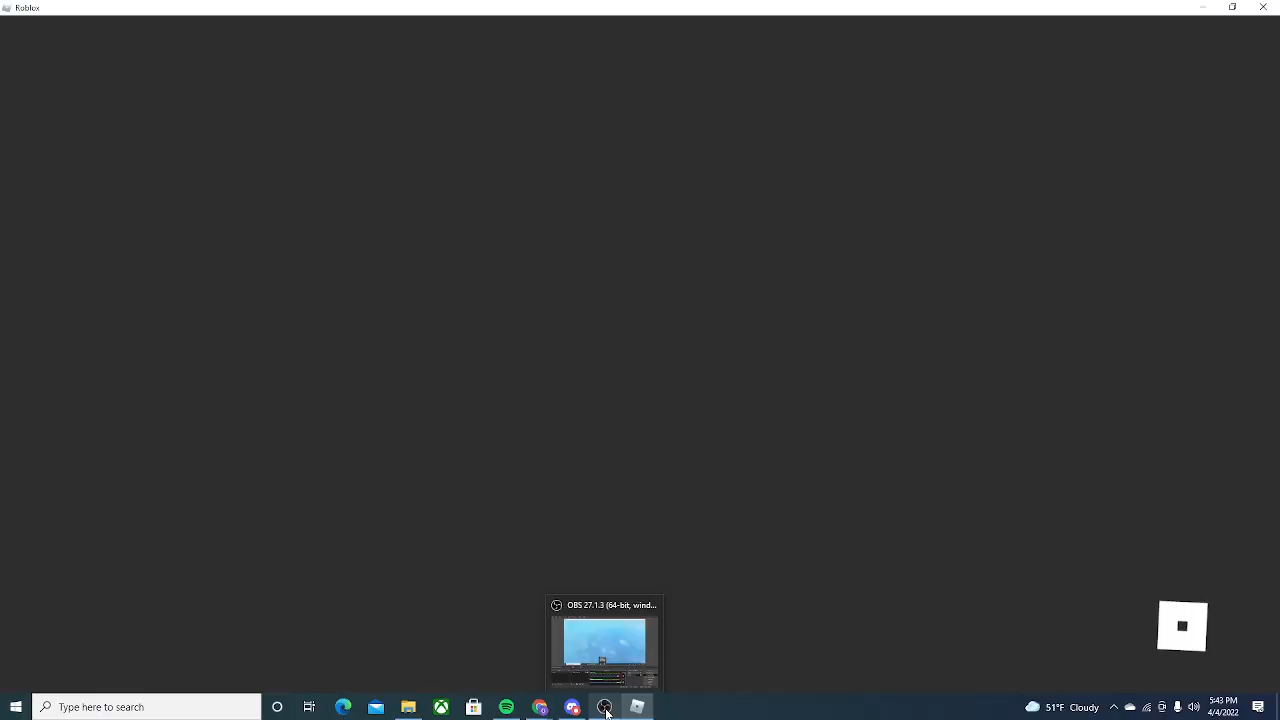 Roblox
OBS 27.1.3 (64-bit, wind...
Type here to search
51°F Cloudy
5:43 PM
4/4/2022